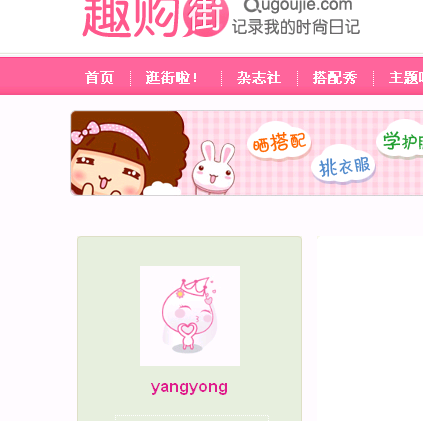 趣购街
Qugoujie.com
记录我的时尚日记
首页 逛街啦! 杂志社 搭配秀 主题
晒搭配 挑衣服 学护
yangyong